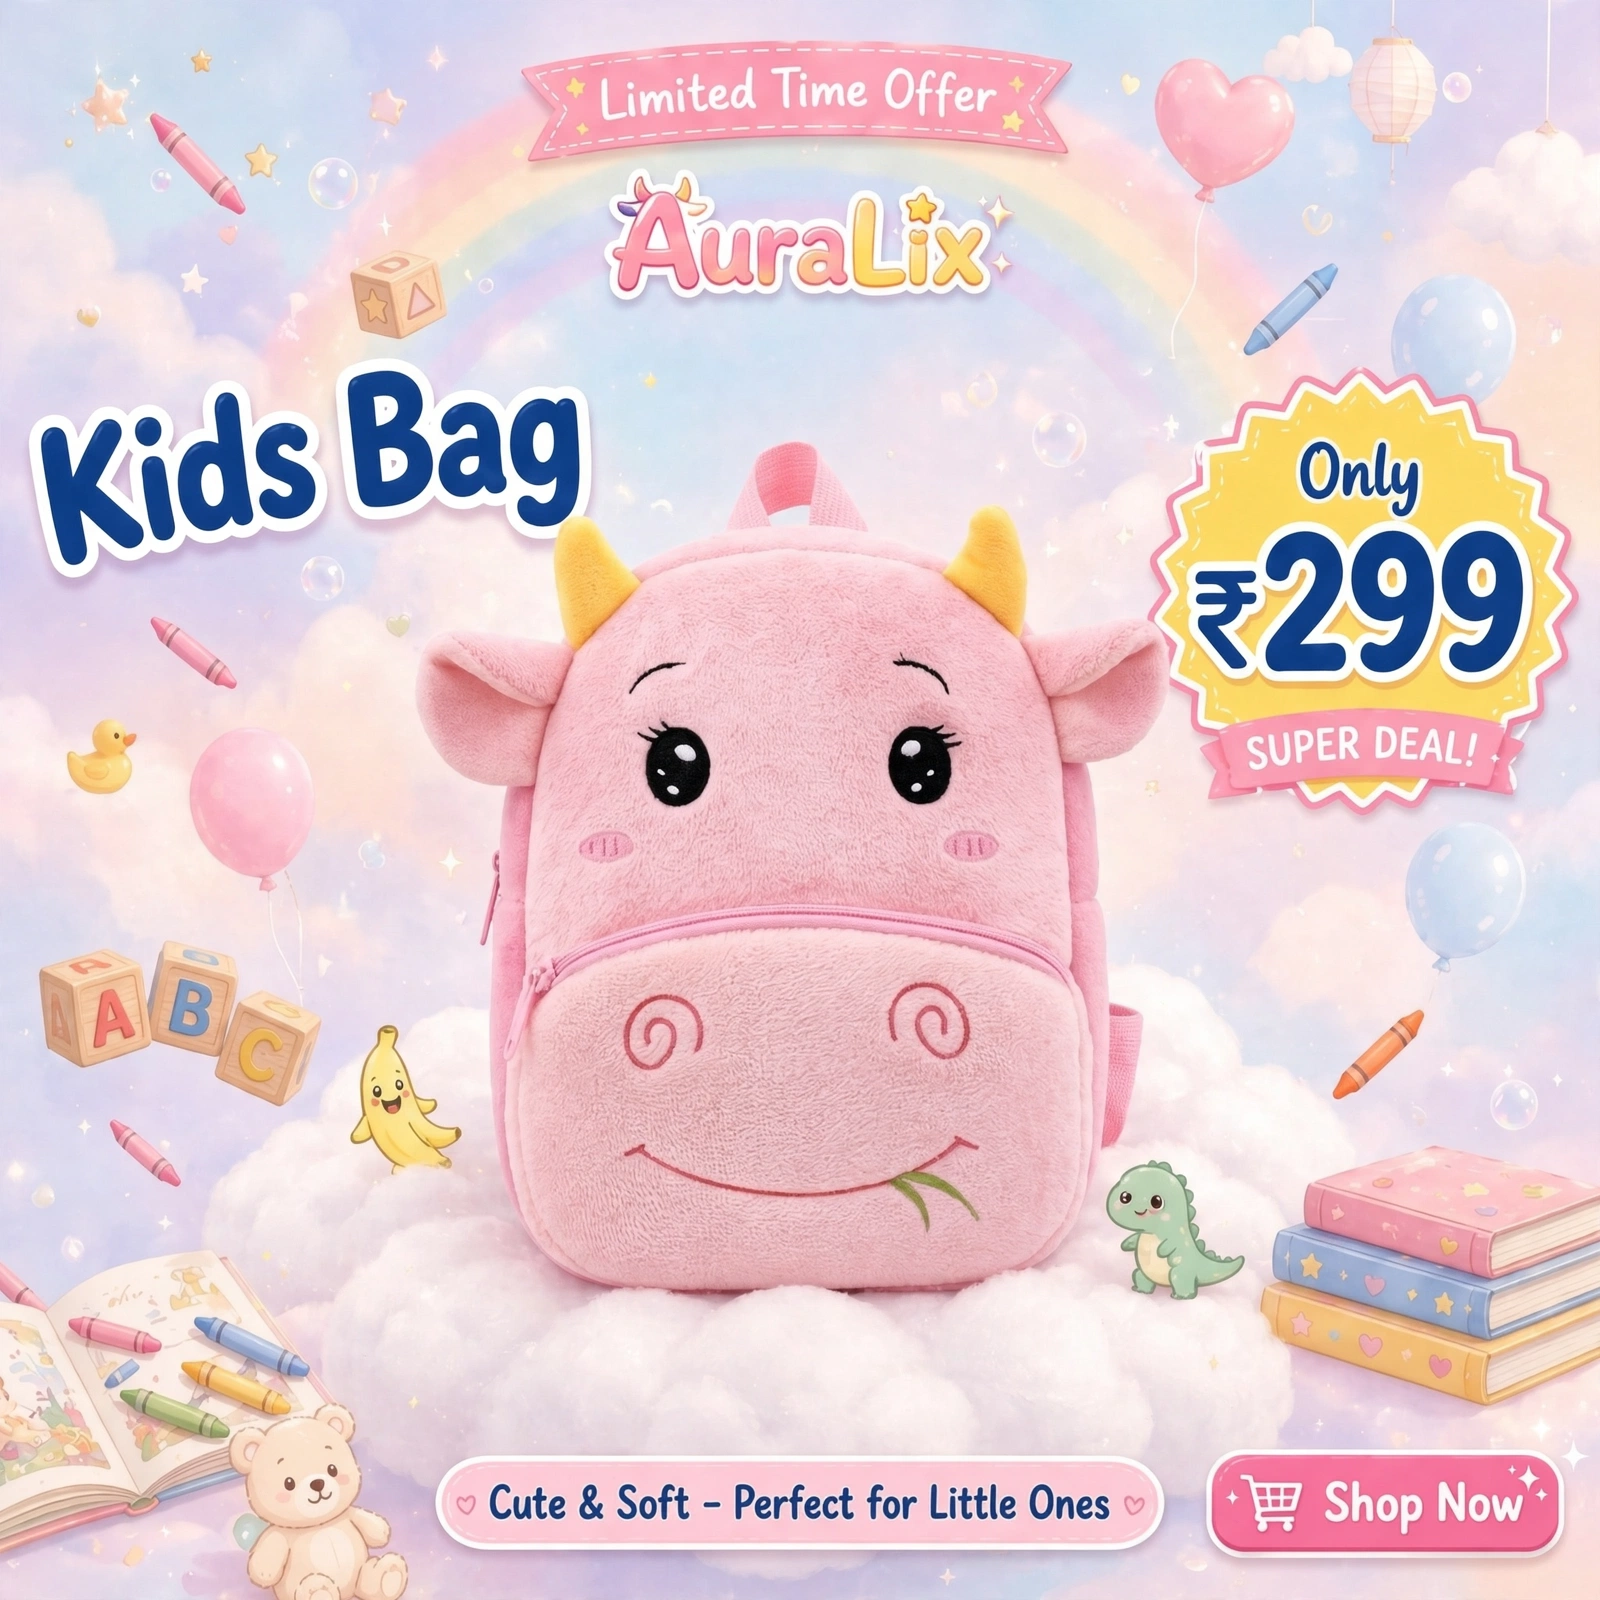 Limited Time Offer
AuraLix
Kids Bag
Only
₹299
SUPER DEAL!
D
A
B
C
Cute & Soft – Perfect for Little Ones
Shop Now